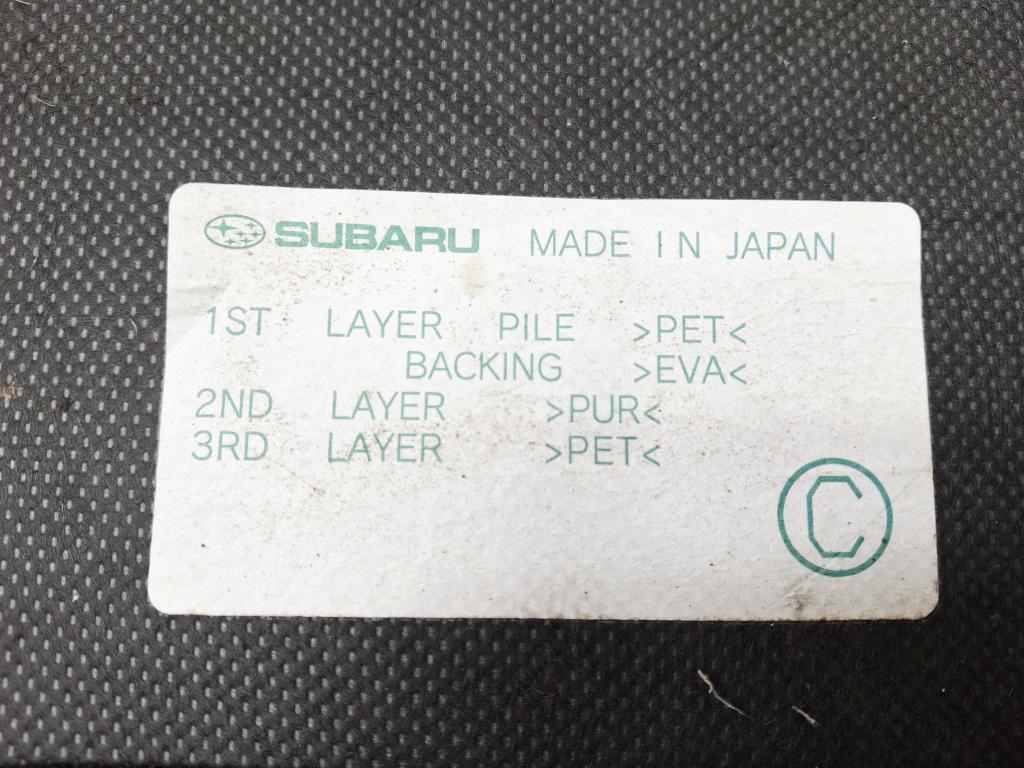 SUBARU MADE IN JAPAN
1ST LAYER PILE >PET<
BACKING >EVA<
2ND LAYER >PUR<
3RD LAYER >PET<
C